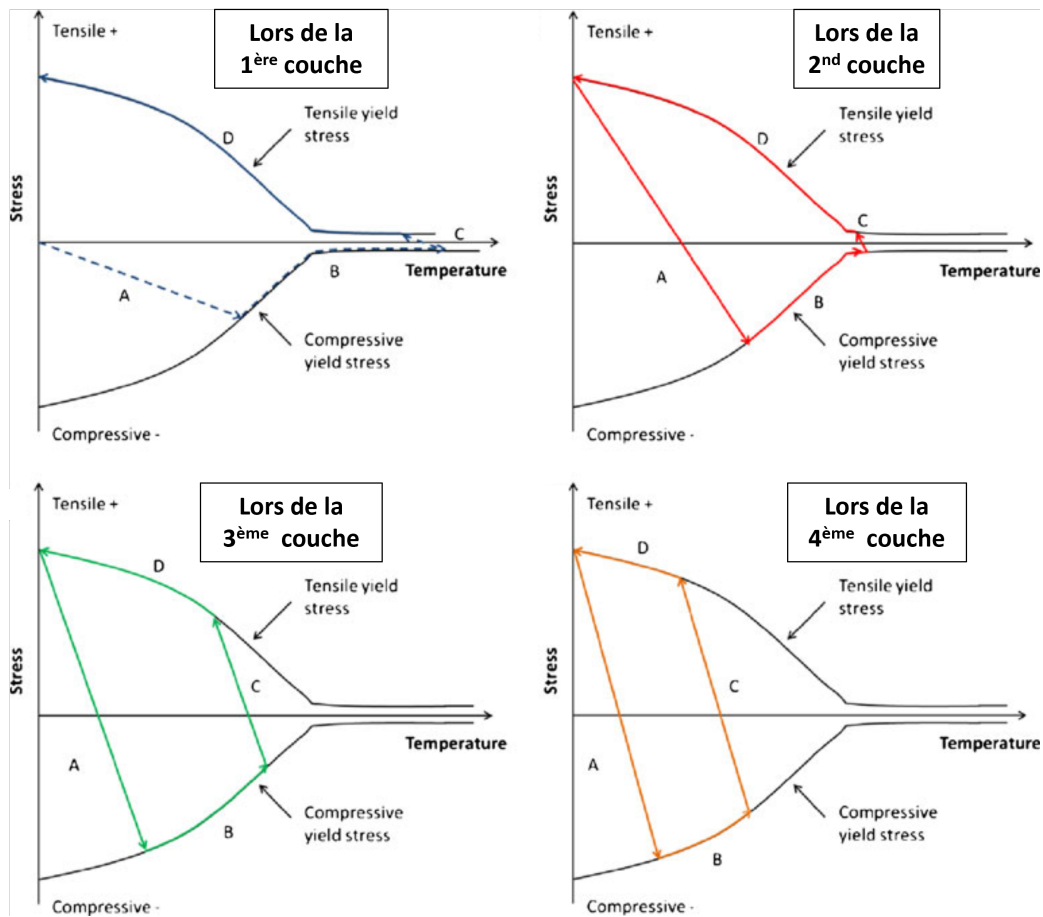 Tensile +
Lors de la
1ère couche
Tensile yield
stress
D
Stress
C
Temperature
B
A
Compressive
yield stress
Compressive -
Tensile +
Lors de la
2nd couche
Tensile yield
stress
D
Stress
C
Temperature
A
B
Compressive
yield stress
Compressive -
Tensile +
Lors de la
3ème couche
D
Tensile yield
stress
Stress
C
Temperature
A
Compressive
yield stress
B
Compressive -
Tensile +
Lors de la
4ème couche
D
Tensile yield
stress
Stress
C
Temperature
A
Compressive
yield stress
B
Compressive -